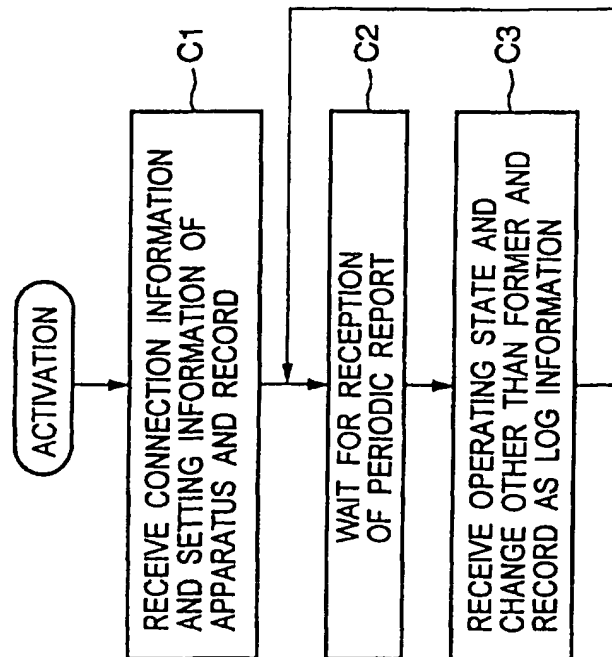 ACTIVATION
RECEIVE CONNECTION INFORMATION
AND SETTING INFORMATION OF
APPARATUS AND RECORD
C1
WAIT FOR RECEPTION
OF PERIODIC REPORT
C2
RECEIVE OPERATING STATE AND
CHANGE OTHER THAN FORMER AND
RECORD AS LOG INFORMATION
C3